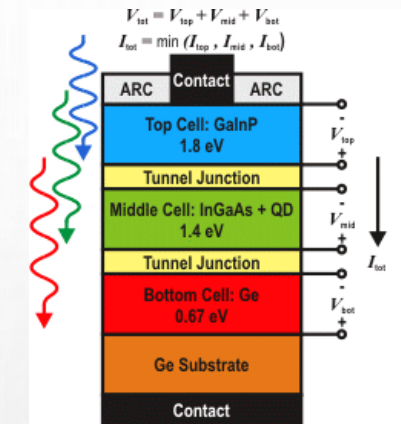 V_tot = V_top + V_mid + V_bot
I_tot = min (I_top , I_mid , I_bot)
Contact
ARC ARC
Top Cell: GaInP
1.8 eV
Tunnel Junction
Middle Cell: InGaAs + QD
1.4 eV
Tunnel Junction
Bottom Cell: Ge
0.67 eV
Ge Substrate
Contact
-
V_top
+
-
V_mid
+
-
V_bot
+
I_tot